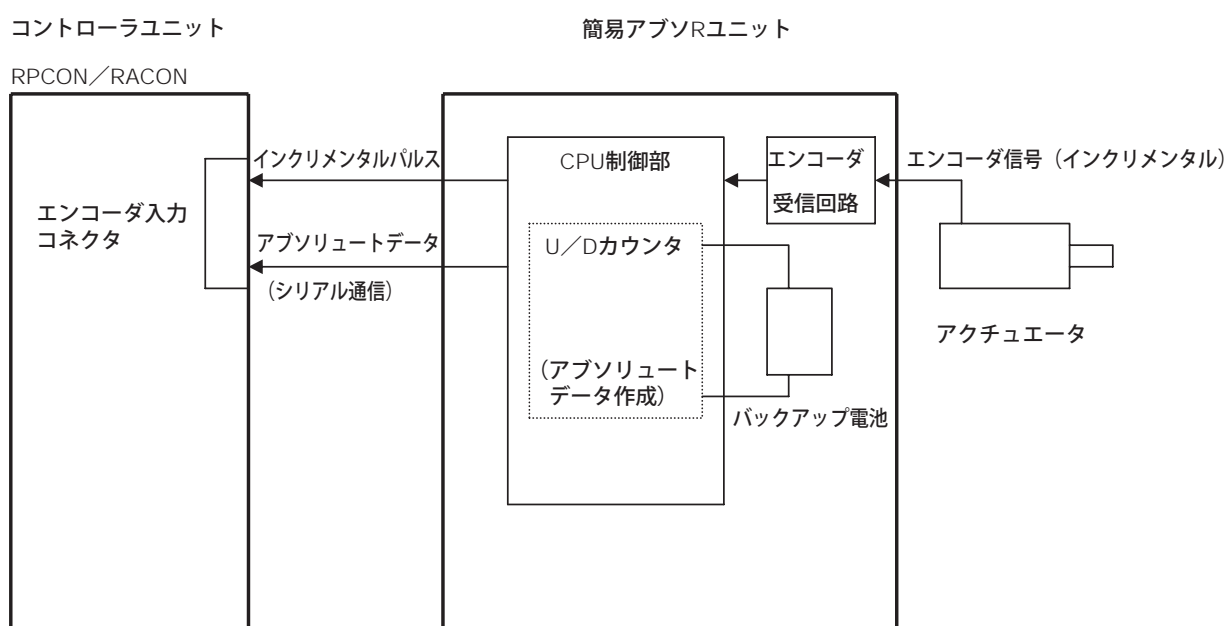 コントローラユニット
簡易アブソRユニット
RPCON／RACON
エンコーダ入力
コネクタ
インクリメンタルパルス
アブソリュートデータ
（シリアル通信）
CPU制御部
U／Dカウンタ
（アブソリュート
データ作成）
エンコーダ
受信回路
バックアップ電池
エンコーダ信号（インクリメンタル）
アクチュエータ